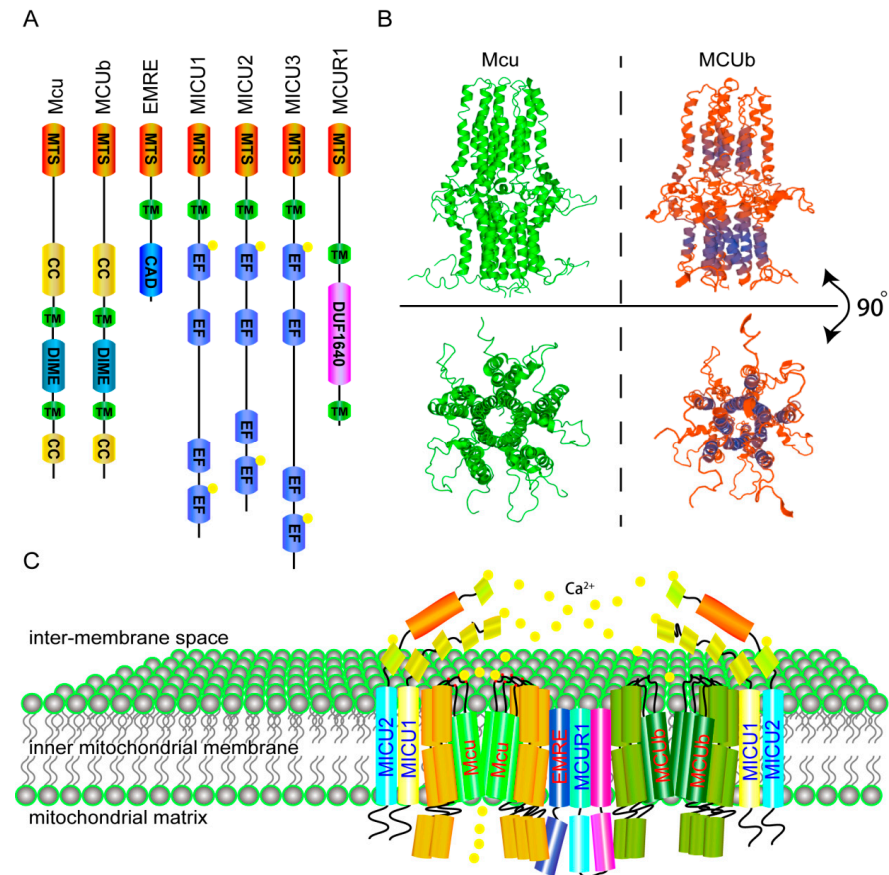 A
B
Mcu
MCUb
EMRE
MICU1
MICU2
MICU3
MCUR1
MTS
MTS
MTS
MTS
MTS
MTS
MTS
TM
TM
TM
TM
CC
CC
CAD
EF
EF
EF
TM
TM
TM
EF
EF
EF
DUF1640
DIME
DIME
TM
TM
TM
CC
CC
EF
EF
EF
EF
EF
EF
Mcu
MCUb
90°
C
Ca²⁺
inter-membrane space
inner mitochondrial membrane
mitochondrial matrix
MICU2
MICU1
Mcu
Mcu
EMRE
MCUR1
MCUb
MCUb
MICU1
MICU2